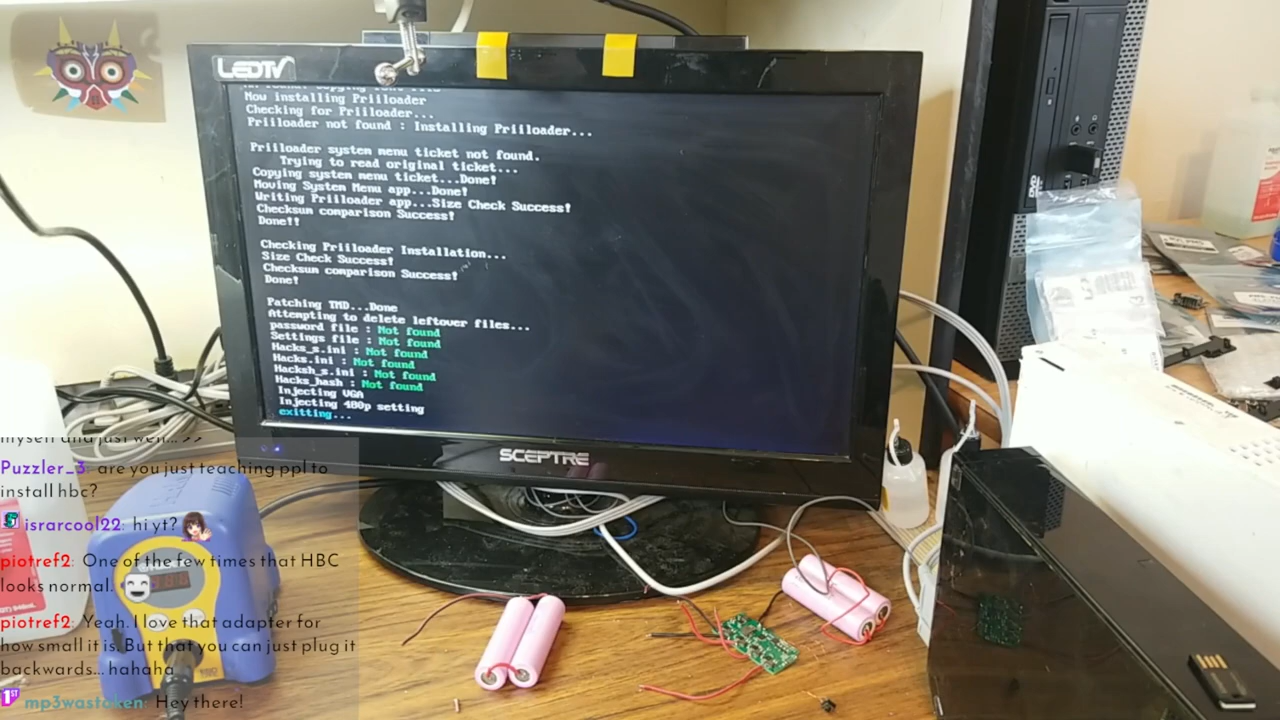 LEDTV
Now installing Priiloader
Checking for Priiloader...
Priiloader not found : Installing Priiloader...
Priiloader system menu ticket not found.
Trying to read original ticket...
Copying system menu ticket...Done!
Moving System Menu app...Done!
Writing Priiloader app...Size Check Success!
Checksum comparison Success!
Done!!
Checking Priiloader Installation...
Size Check Success!
Checksum comparison Success!
Done!
Patching TMD...Done
Attempting to delete leftover files...
password file : Not found
Settings file : Not found
Hacks_s.ini : Not found
Hacks.ini : Not found
Hacksh_s.ini : Not found
Hacks_hash : Not found
Injecting VGA
Injecting 480p setting
exitting...
SCEPTRE
myself and just well...
Puzzler_3: are you just teaching ppl to
install hbc?
israrcool22: hi yt?
piotref2: One of the few times that HBC
looks normal.
piotref2: Yeah. I love that adapter for
how small it is. But that you can just plug it
backwards... hahaha
1ST mp3wastaken: Hey there!